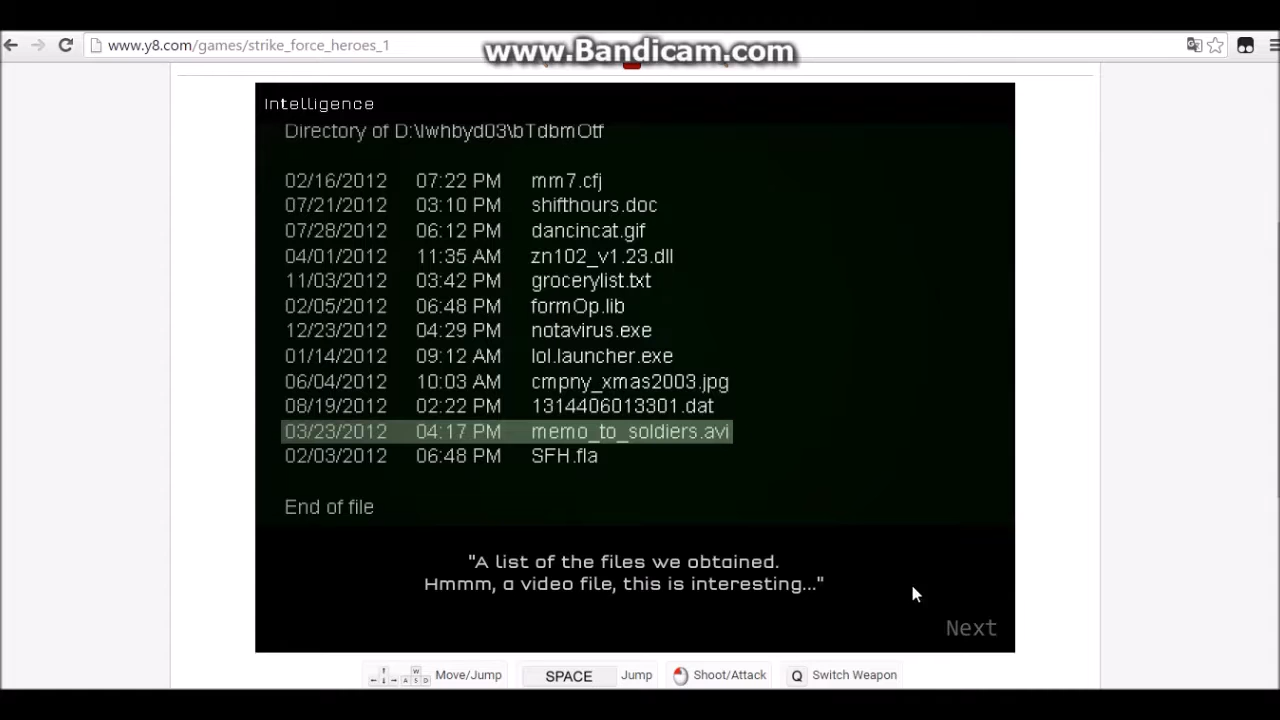 www.Bandicam.com
www.y8.com/games/strike_force_heroes_1
Intelligence
Directory of D:\lwhbyd03\bTdbmOtf
02/16/2012 07:22 PM mm7.cfj
07/21/2012 03:10 PM shifthours.doc
07/28/2012 06:12 PM dancincat.gif
04/01/2012 11:35 AM zn102_v1.23.dll
11/03/2012 03:42 PM grocerylist.txt
02/05/2012 06:48 PM formOp.lib
12/23/2012 04:29 PM notavirus.exe
01/14/2012 09:12 AM lol.launcher.exe
06/04/2012 10:03 AM cmpny_xmas2003.jpg
08/19/2012 02:22 PM 1314406013301.dat
03/23/2012 04:17 PM memo_to_soldiers.avi
02/03/2012 06:48 PM SFH.fla
End of file
"A list of the files we obtained.
Hmmm, a video file, this is interesting..."
Next
Move/Jump SPACE Jump Shoot/Attack Q Switch Weapon